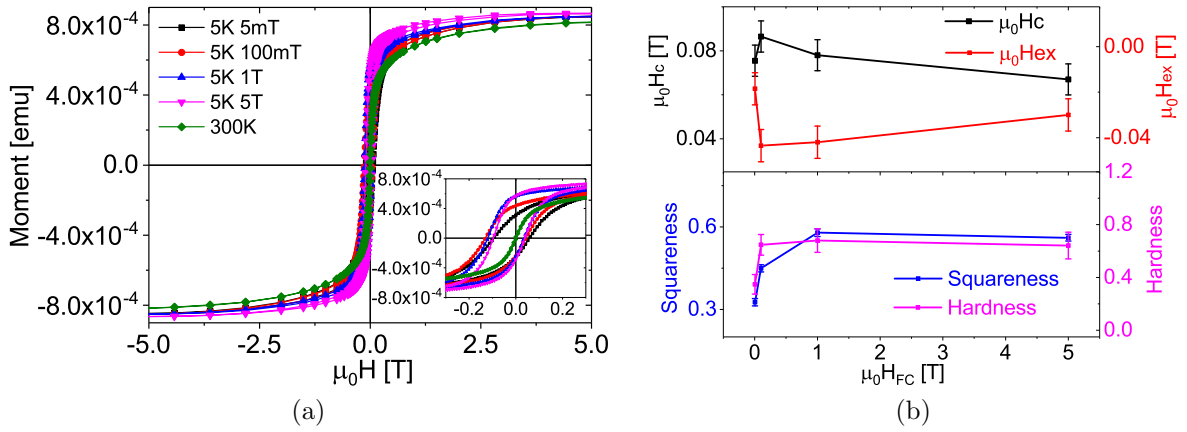 8.0x10⁻⁴
4.0x10⁻⁴
0.0
-4.0x10⁻⁴
-8.0x10⁻⁴
Moment [emu]
5K 5mT
5K 100mT
5K 1T
5K 5T
300K
8.0x10⁻⁴
4.0x10⁻⁴
0.0
-4.0x10⁻⁴
-8.0x10⁻⁴
-0.2 0.0 0.2
-5.0 -2.5 0.0 2.5 5.0
μ₀H [T]
(a)
0.08
0.04
μ₀Hc [T]
μ₀Hc
μ₀Hex
0.00
-0.04
μ₀Hex [T]
0.6
0.3
Squareness
Squareness
Hardness
1.2
0.8
0.4
0.0
Hardness
0 1 2 3 4 5
μ₀H_FC [T]
(b)